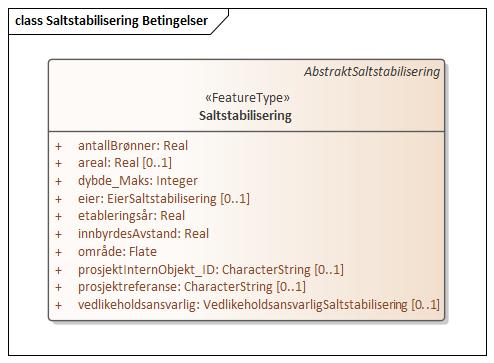 class Saltstabilisering Betingelser
AbstraktSaltstabilisering
«FeatureType»
Saltstabilisering
+ antallBrønner: Real
+ areal: Real [0..1]
+ dybde_Maks: Integer
+ eier: EierSaltstabilisering [0..1]
+ etableringsår: Real
+ innbyrdesAvstand: Real
+ område: Flate
+ prosjektInternObjekt_ID: CharacterString [0..1]
+ prosjektreferanse: CharacterString [0..1]
+ vedlikeholdsansvarlig: VedlikeholdsansvarligSaltstabilisering [0..1]